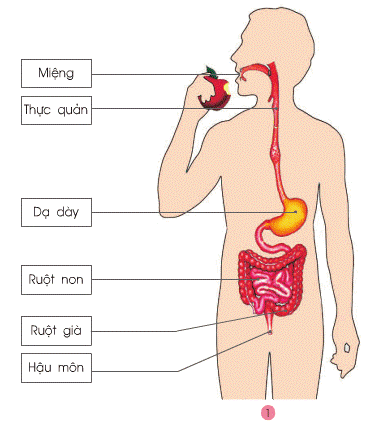 Miệng
Thực quản
Dạ dày
Ruột non
Ruột già
Hậu môn
1